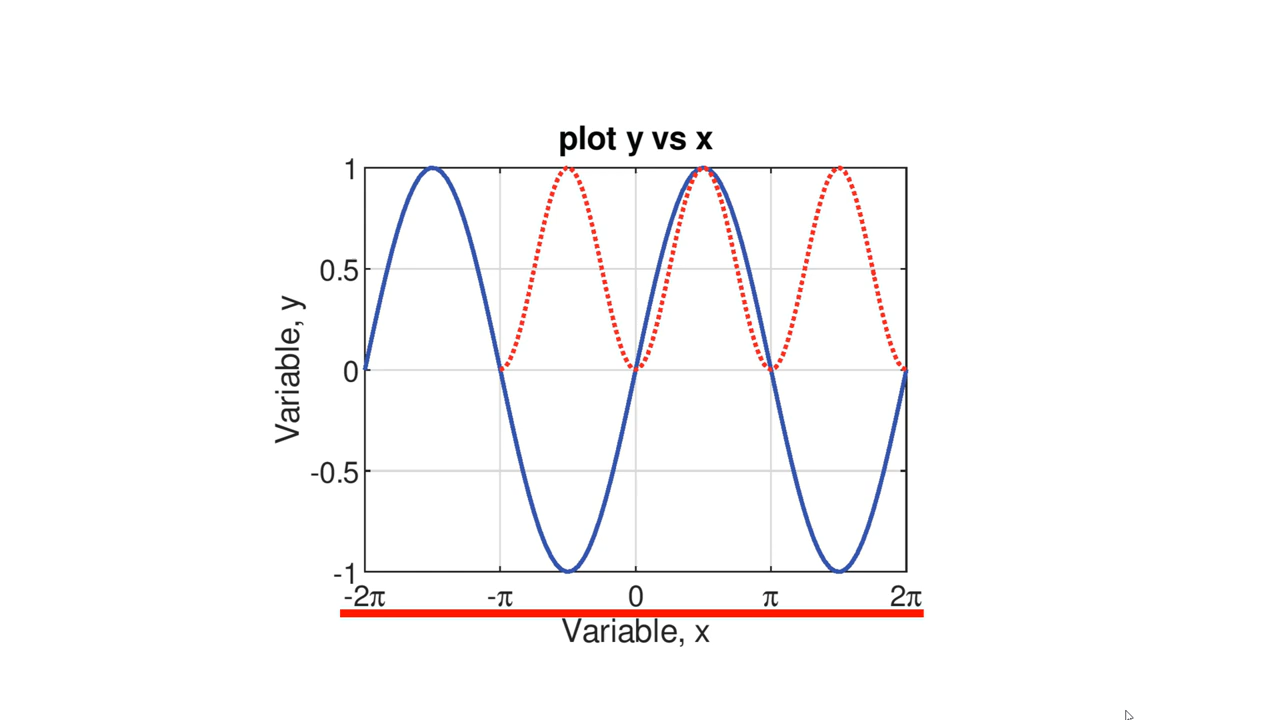 plot y vs x
1
0.5
0
-0.5
-1
Variable, y
-2π -π 0 π 2π
Variable, x